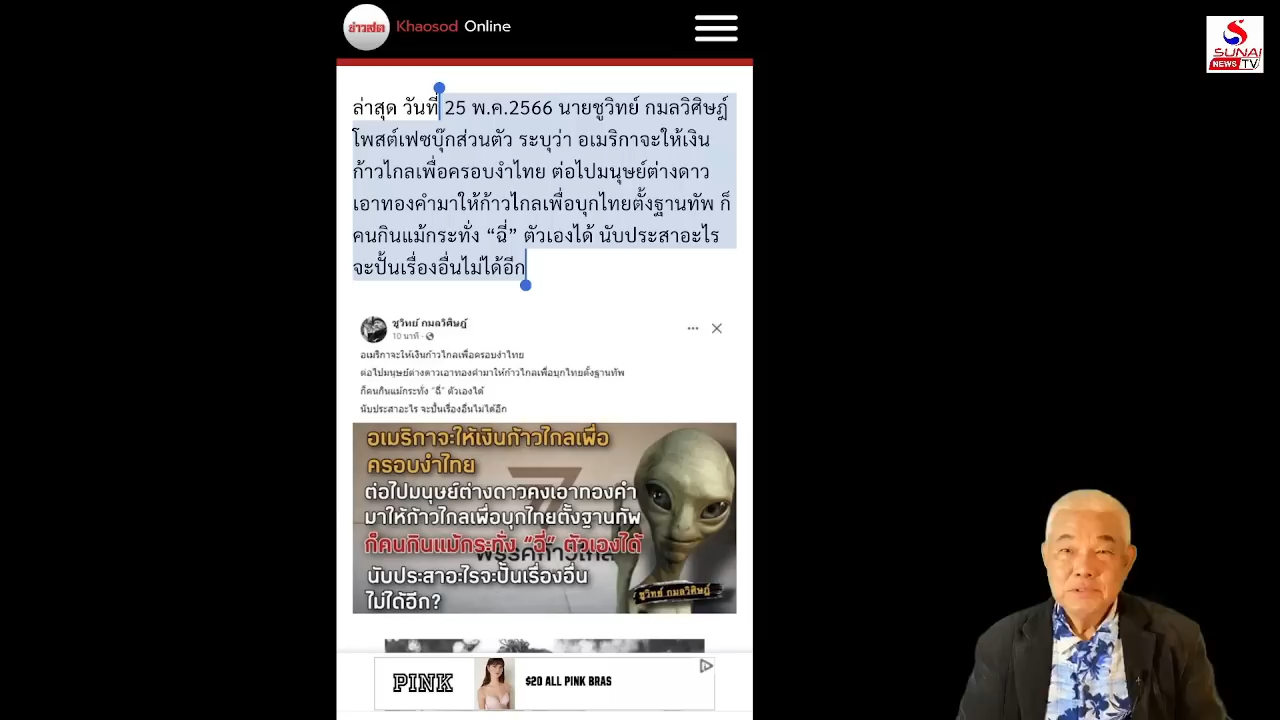 ข่าวสด Khaosod Online
SUNAI
NEWS TV
ล่าสุด วันที่ 25 พ.ค.2566 นายชูวิทย์ กมลวิศิษฎ์
โพสต์เฟซบุ๊กส่วนตัว ระบุว่า อเมริกาจะให้เงิน
ก้าวไกลเพื่อครอบงำไทย ต่อไปมนุษย์ต่างดาว
เอาทองคำมาให้ก้าวไกลเพื่อบุกไทยตั้งฐานทัพ ก็
คนกินแม้กระทั่ง “ฉี่” ตัวเองได้ นับประสาอะไร
จะปั้นเรื่องอื่นไม่ได้อีก
ชูวิทย์ กมลวิศิษฎ์
10 นาที
อเมริกาจะให้เงินก้าวไกลเพื่อครอบงำไทย
ต่อไปมนุษย์ต่างดาวเอาทองคำมาให้ก้าวไกลเพื่อบุกไทยตั้งฐานทัพ
ก็คนกินแม้กระทั่ง “ฉี่” ตัวเองได้
นับประสาอะไร จะปั้นเรื่องอื่นไม่ได้อีก
อเมริกาจะให้เงินก้าวไกลเพื่อ
ครอบงำไทย
ต่อไปมนุษย์ต่างดาวคงเอาทองคำ
มาให้ก้าวไกลเพื่อบุกไทยตั้งฐานทัพ
ก็คนกินแม้กระทั่ง “ฉี่” ตัวเองได้
พรรคก้าวไกล
นับประสาอะไรจะปั้นเรื่องอื่น
ไม่ได้อีก?
ชูวิทย์ กมลวิศิษฎ์
PINK $20 ALL PINK BRAS